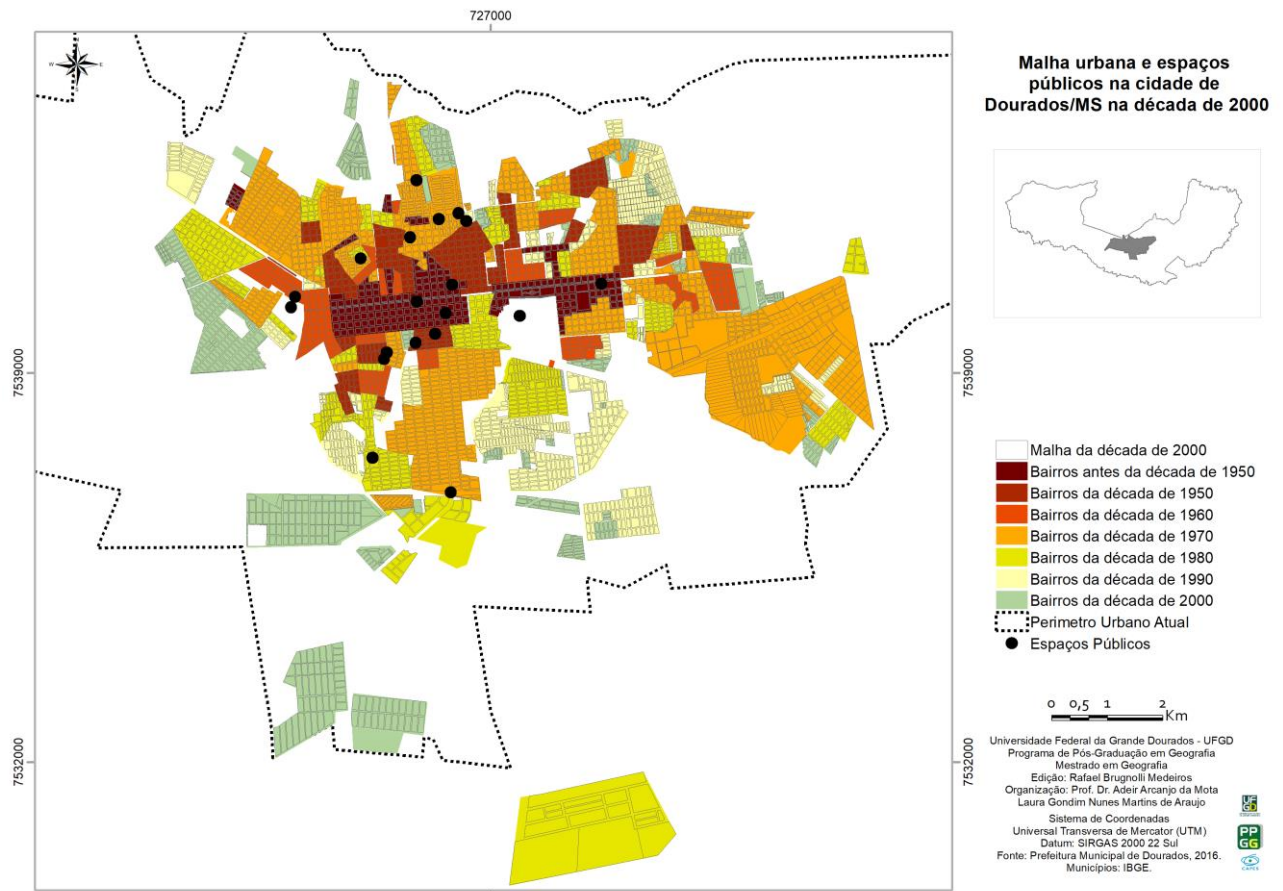 727000
7539000
7532000
7539000
7532000
W
E
Malha urbana e espaços
públicos na cidade de
Dourados/MS na década de 2000
Malha da década de 2000
Bairros antes da década de 1950
Bairros da década de 1950
Bairros da década de 1960
Bairros da década de 1970
Bairros da década de 1980
Bairros da década de 1990
Bairros da década de 2000
Perimetro Urbano Atual
Espaços Públicos
0 0,5 1 2
Km
Universidade Federal da Grande Dourados - UFGD
Programa de Pós-Graduação em Geografia
Mestrado em Geografia
Edição: Rafael Brugnolli Medeiros
Organização: Prof. Dr. Adeir Arcanjo da Mota
Laura Gondim Nunes Martins de Araujo
Sistema de Coordenadas
Universal Transversa de Mercator (UTM)
Datum: SIRGAS 2000 22 Sul
Fonte: Prefeitura Municipal de Dourados, 2016.
Municípios: IBGE.
UF
GD
PP
GG
CAPES